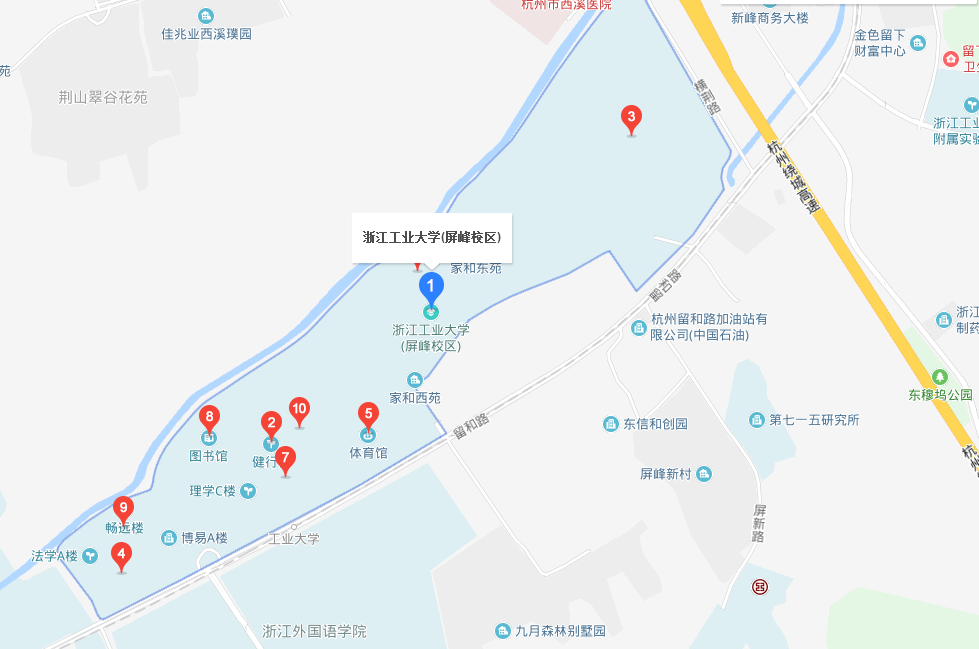 杭州市西溪医院
新峰商务大楼
佳兆业西溪璞园
金色留下
财富中心
留下
卫生
苑
荆山翠谷花苑
横荆路
3
浙江工业
附属实验
杭州绕城高速
浙江工业大学(屏峰校区)
家和东苑
1
留和路
浙江工业大学
(屏峰校区)
杭州留和路加油站有
限公司(中国石油)
浙江
制药
东穆坞公园
家和西苑
8
2
10
5
留和路
东信和创园
第七一五研究所
图书馆
健行
7
体育馆
杭州
屏峰新村
理学C楼
9
畅远楼
屏新路
博易A楼
工业大学
法学A楼
4
浙江外国语学院
九月森林别墅园